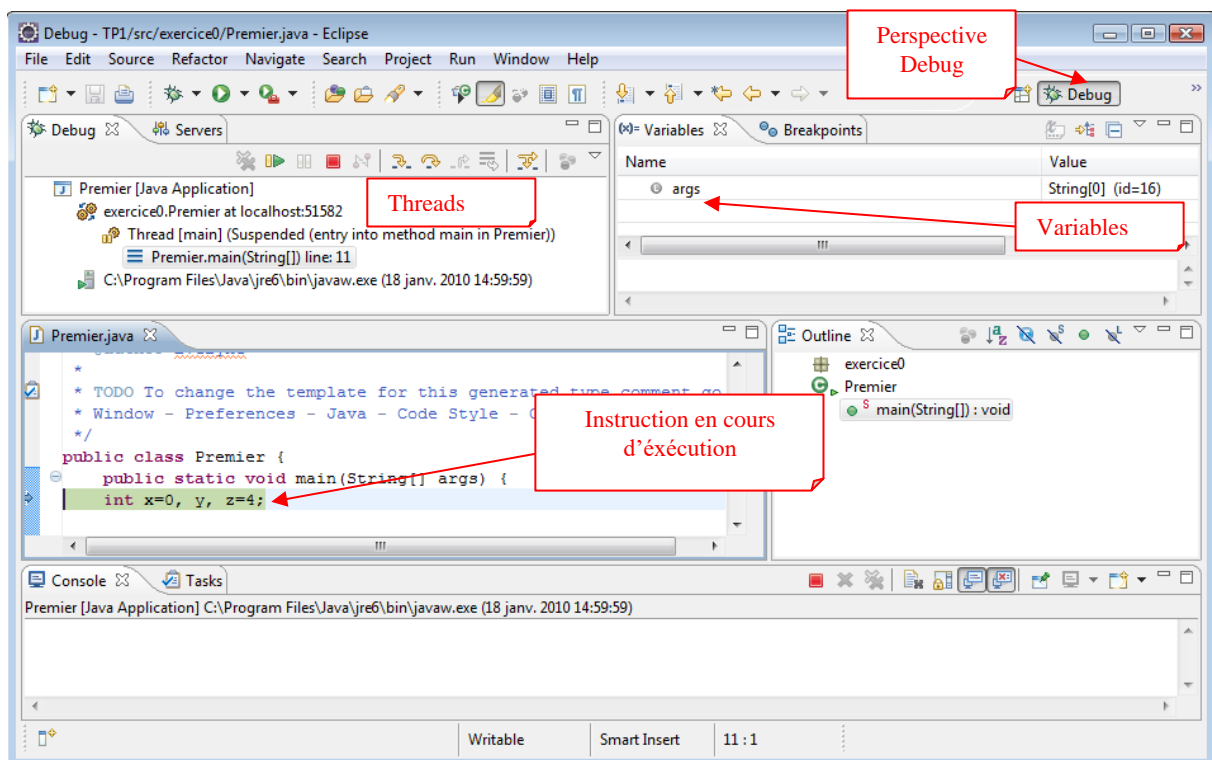 Debug - TP1/src/exercice0/Premier.java - Eclipse
Perspective
Debug
File Edit Source Refactor Navigate Search Project Run Window Help
Debug
Debug Servers
(x)= Variables Breakpoints
Name Value
Premier [Java Application]
args String[0] (id=16)
exercice0.Premier at localhost:51582
Threads
Thread [main] (Suspended (entry into method main in Premier))
Variables
Premier.main(String[]) line: 11
C:\Program Files\Java\jre6\bin\javaw.exe (18 janv. 2010 14:59:59)
Premier.java
Outline
*
* TODO To change the template for this generated type comment go
* Window - Preferences - Java - Code Style - C
*/
public class Premier {
public static void main(String[] args) {
int x=0, y, z=4;
Instruction en cours
d'éxécution
exercice0
Premier
main(String[]) : void
Console Tasks
Premier [Java Application] C:\Program Files\Java\jre6\bin\javaw.exe (18 janv. 2010 14:59:59)
Writable Smart Insert 11 : 1